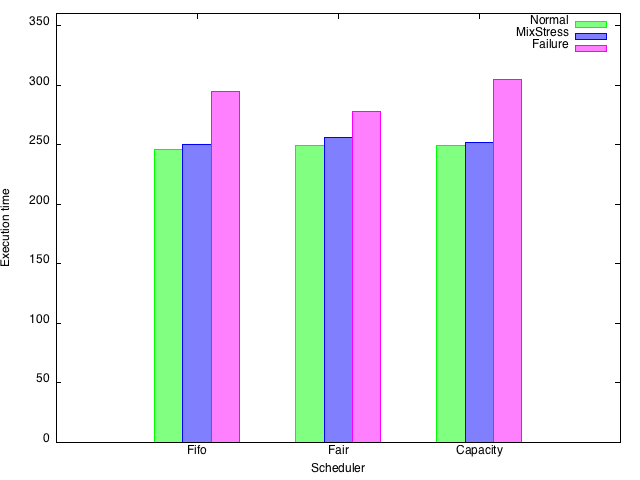 Normal
MixStress
Failure
350
300
250
200
150
100
50
0
Execution time
Fifo Fair Capacity
Scheduler